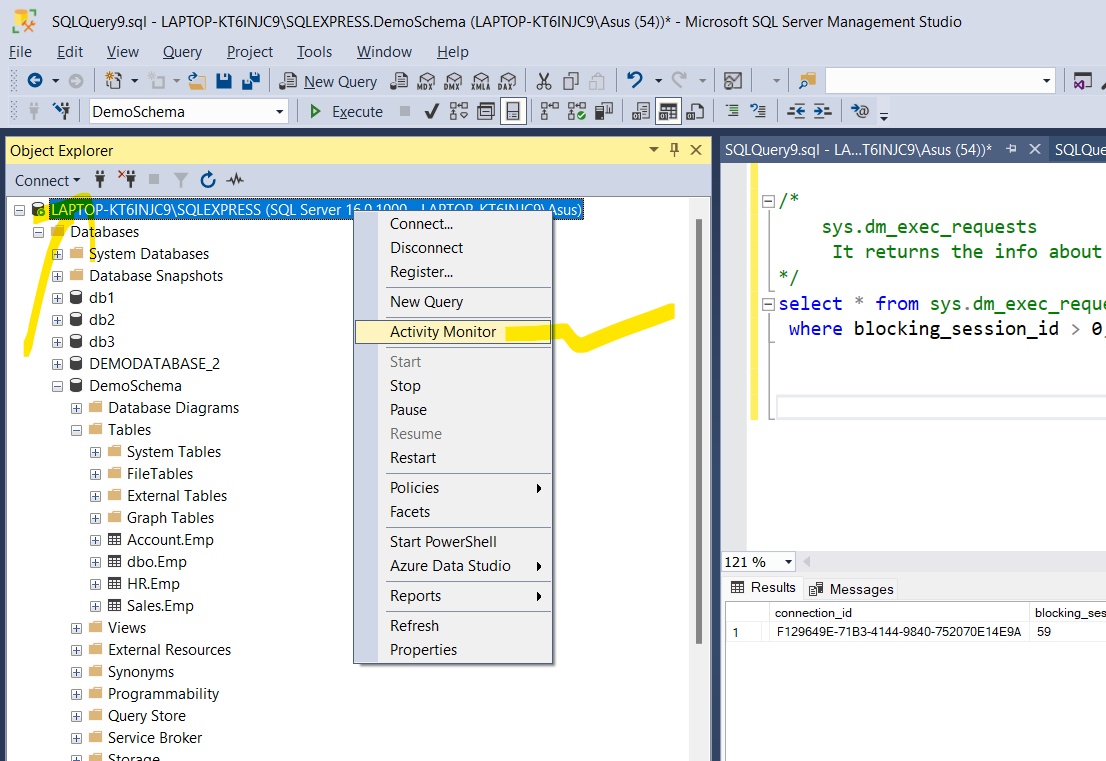 SQLQuery9.sql - LAPTOP-KT6INJC9\SQLEXPRESS.DemoSchema (LAPTOP-KT6INJC9\Asus (54))* - Microsoft SQL Server Management Studio
File Edit View Query Project Tools Window Help
New Query MDX DMX XMLA DAX
DemoSchema Execute
Object Explorer
Connect
LAPTOP-KT6INJC9\SQLEXPRESS (SQL Server 16.0.1000 - LAPTOP-KT6INJC9\Asus)
Databases
System Databases
Database Snapshots
db1
db2
db3
DEMODATABASE_2
DemoSchema
Database Diagrams
Tables
System Tables
FileTables
External Tables
Graph Tables
Account.Emp
dbo.Emp
HR.Emp
Sales.Emp
Views
External Resources
Synonyms
Programmability
Query Store
Service Broker
Storage
Connect...
Disconnect
Register...
New Query
Activity Monitor
Start
Stop
Pause
Resume
Restart
Policies
Facets
Start PowerShell
Azure Data Studio
Reports
Refresh
Properties
SQLQuery9.sql - LA...T6INJC9\Asus (54))* SQLQue
/*
sys.dm_exec_requests
It returns the info about
*/
select * from sys.dm_exec_reque
where blocking_session_id > 0
121 %
Results Messages
connection_id blocking_ses
1 F129649E-71B3-4144-9840-752070E14E9A 59